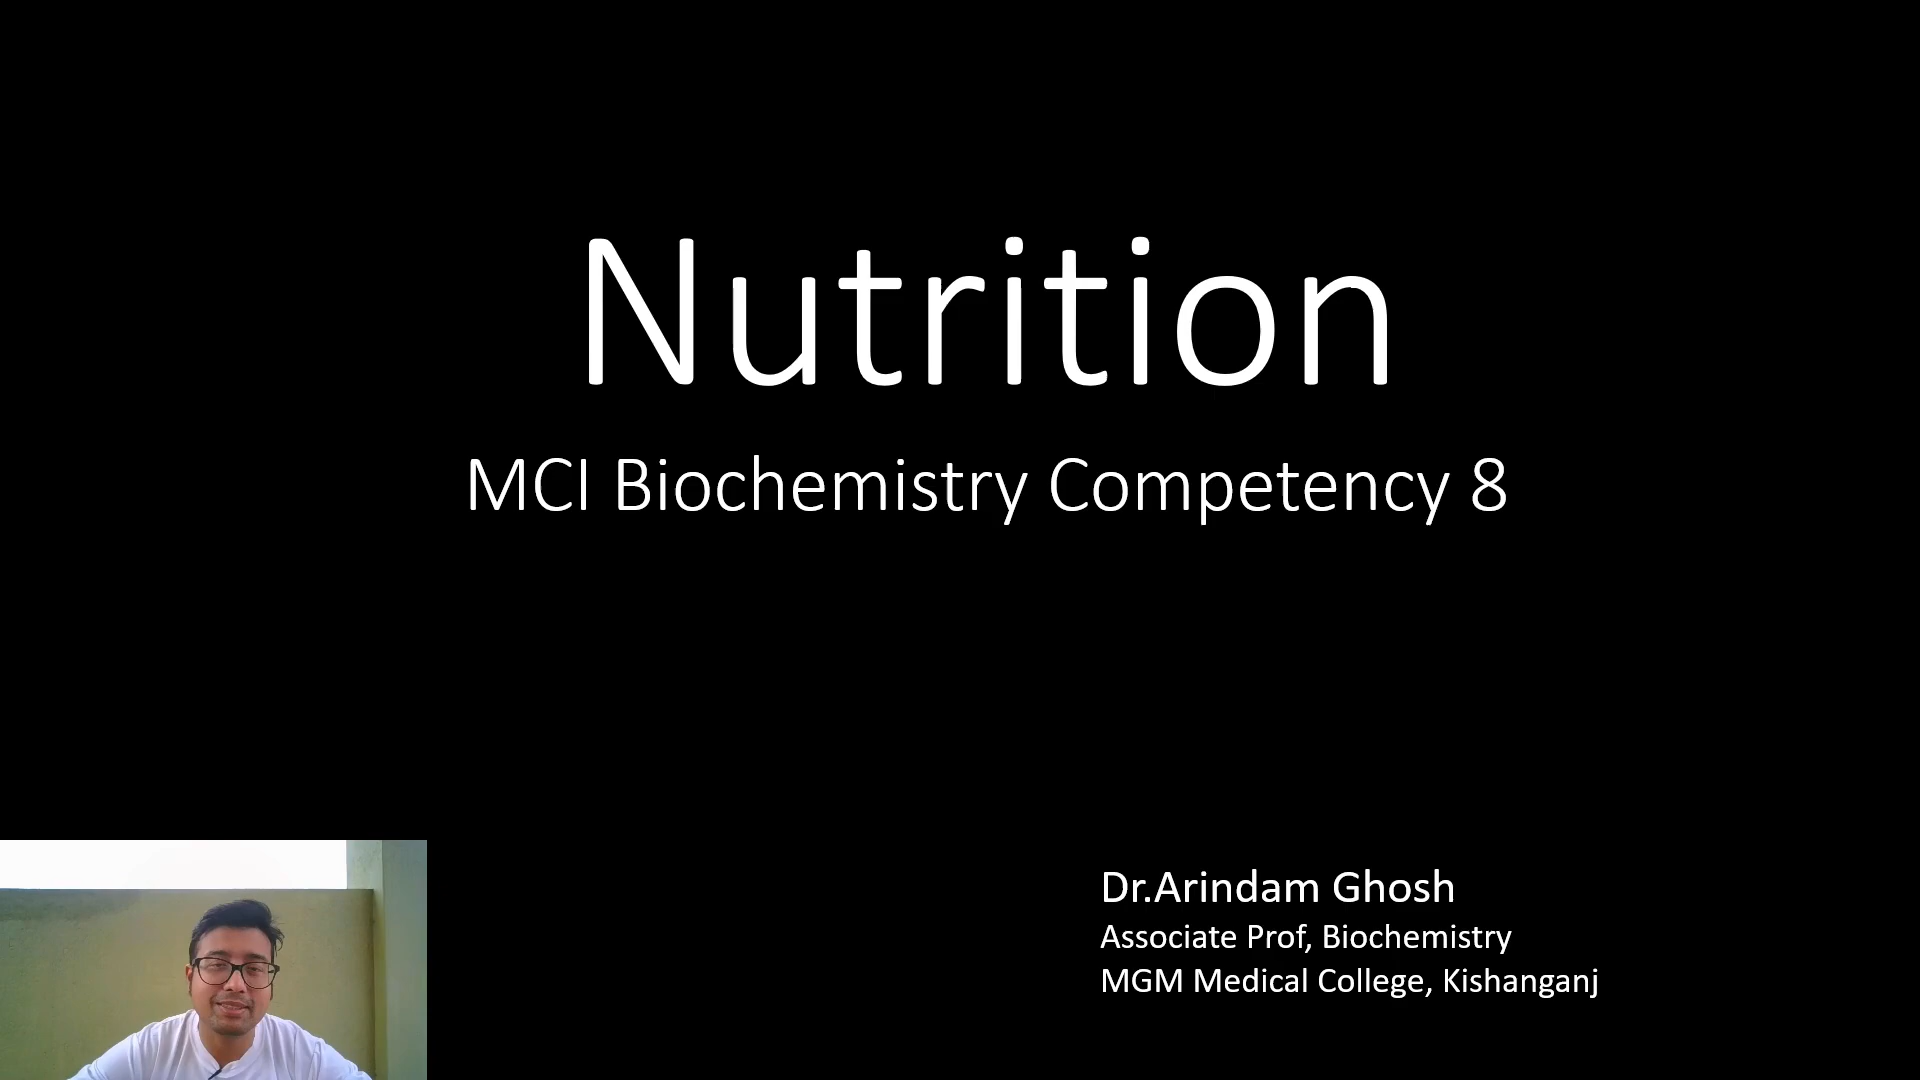 Nutrition
MCI Biochemistry Competency 8
Dr.Arindam Ghosh
Associate Prof, Biochemistry
MGM Medical College, Kishanganj